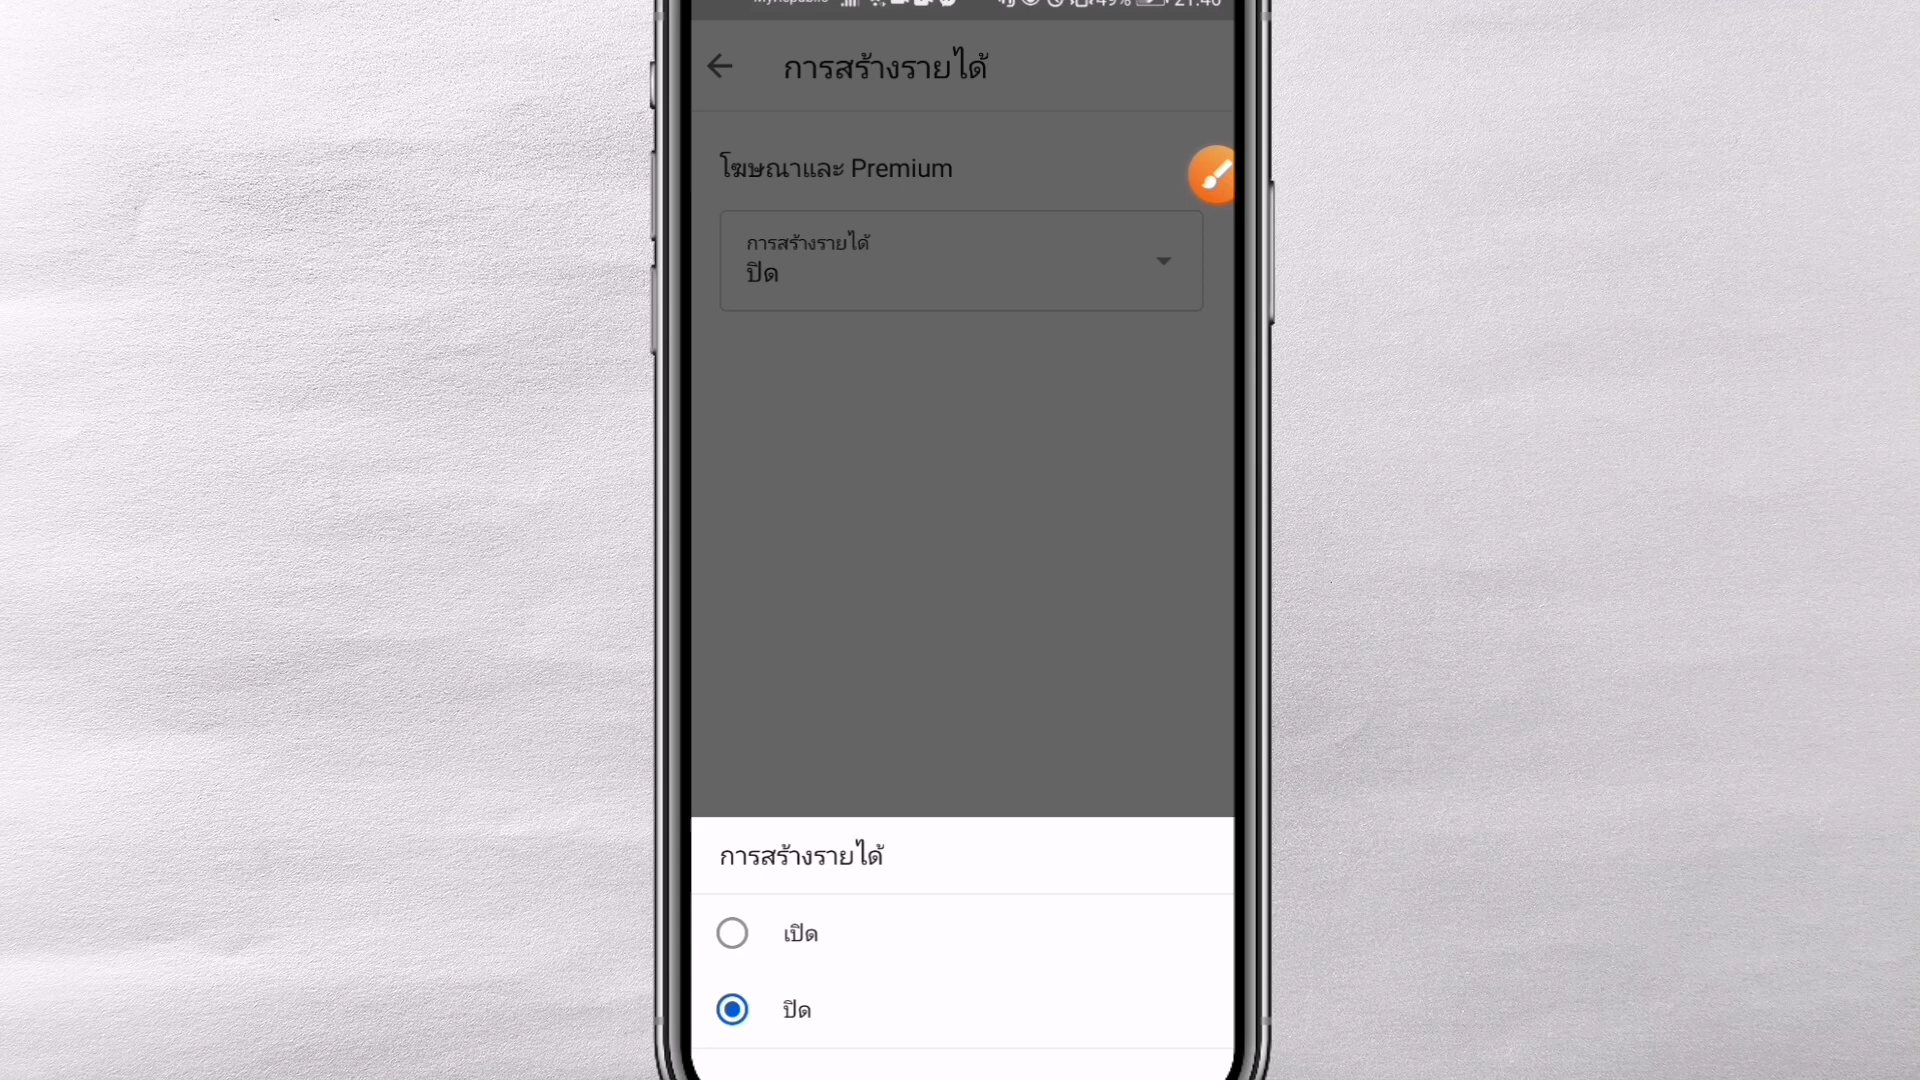 การสร้างรายได้
โฆษณาและ Premium
การสร้างรายได้
ปิด
การสร้างรายได้
เปิด
ปิด